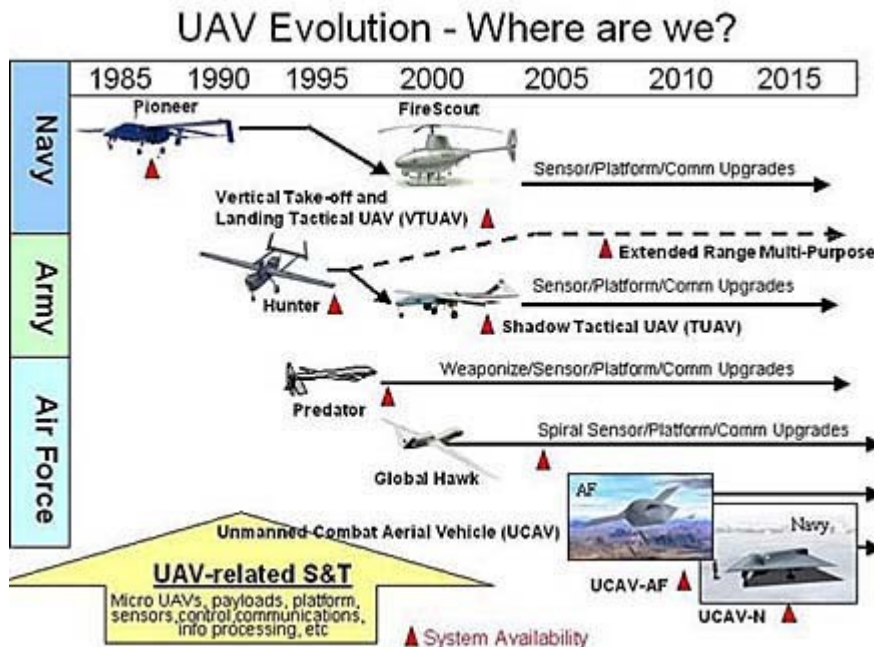 UAV Evolution - Where are we?
1985 1990 1995 2000 2005 2010 2015
Navy
Pioneer
FireScout
Sensor/Platform/Comm Upgrades
Vertical Take-off and
Landing Tactical UAV (VTUAV)
Army
Extended Range Multi-Purpose
Hunter
Sensor/Platform/Comm Upgrades
Shadow Tactical UAV (TUAV)
Air Force
Weaponize/Sensor/Platform/Comm Upgrades
Predator
Spiral Sensor/Platform/Comm Upgrades
Global Hawk
AF
Navy
Unmanned Combat Aerial Vehicle (UCAV)
UCAV-AF
UCAV-N
UAV-related S&T
Micro UAVs, payloads, platform,
sensors,control,communications,
info processing, etc
System Availability